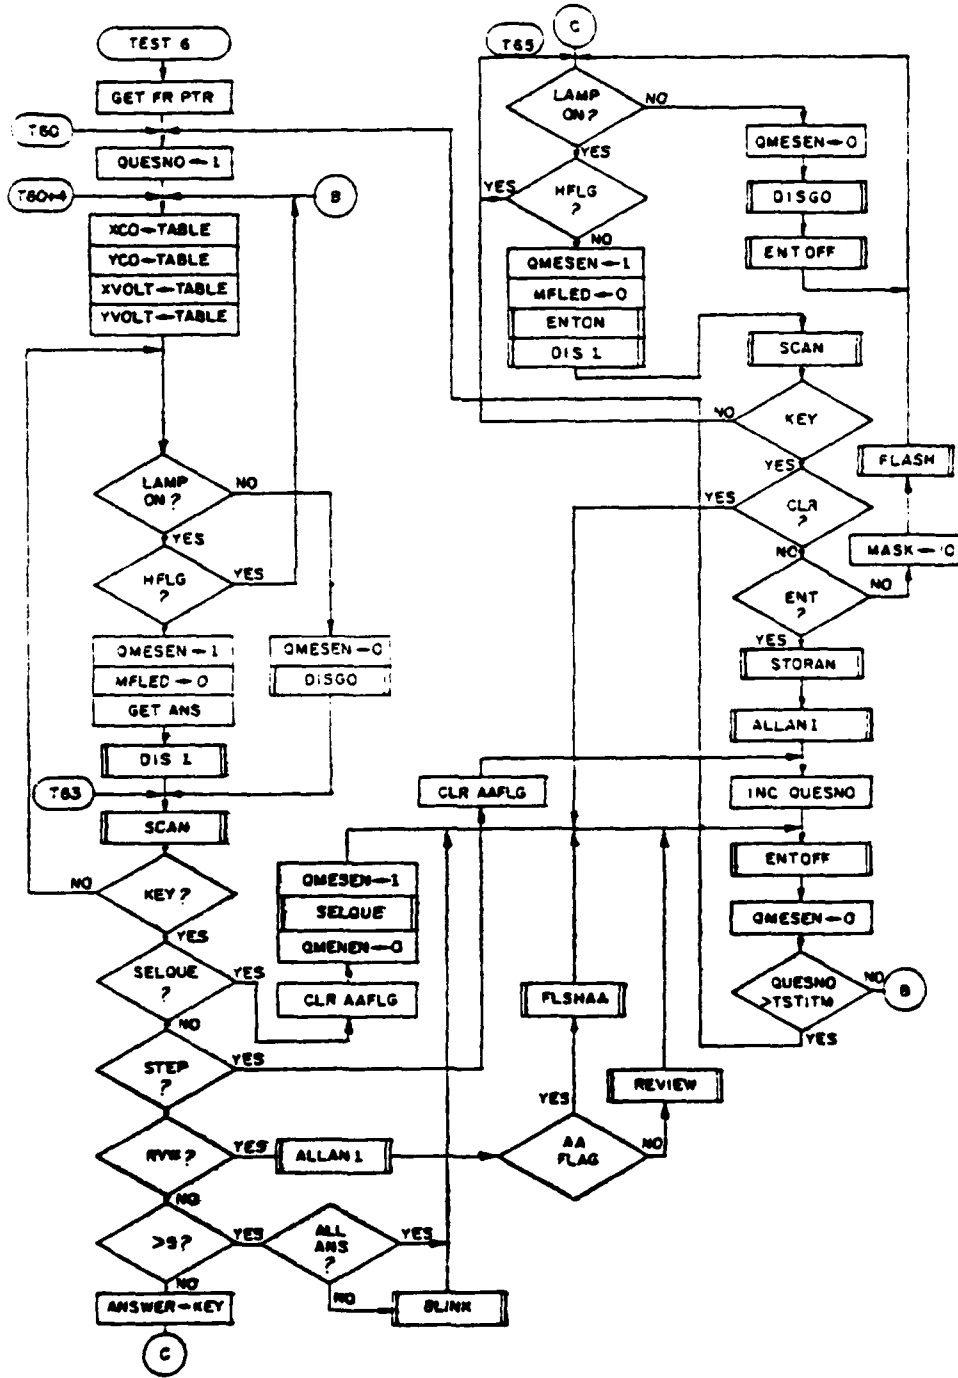 TEST 6
GET FR PTR
T60
QUESNO←1
T60+4
B
XCO←TABLE
YCO←TABLE
XVOLT←TABLE
YVOLT←TABLE
LAMP
ON?
NO
YES
HFLG
?
YES
QMESEN←1
MFLED←0
GET ANS
DIS 1
QMESEN←0
DISGO
T63
SCAN
NO
KEY?
YES
SELQUE
?
YES
NO
QMESEN←1
SELQUE
QMENEN←0
CLR AAFLG
STEP
?
YES
CLR AAFLG
RVW?
YES
NO
ALLAN1
AA
FLAG
YES
NO
FLSHAA
REVIEW
>9?
YES
NO
ALL
ANS
?
YES
NO
BLINK
ANSWER←KEY
C
T65
C
LAMP
ON?
NO
YES
QMESEN←0
DISGO
ENTOFF
YES
HFLG
?
NO
QMESEN←1
MFLED←0
ENTON
DIS 1
SCAN
NO
KEY
YES
FLASH
YES
CLR
?
NO
MASK←0
ENT
?
NO
YES
STORAN
ALLAN1
INC QUESNO
ENTOFF
QMESEN←0
QUESNO
>TSTITM
NO
B
YES